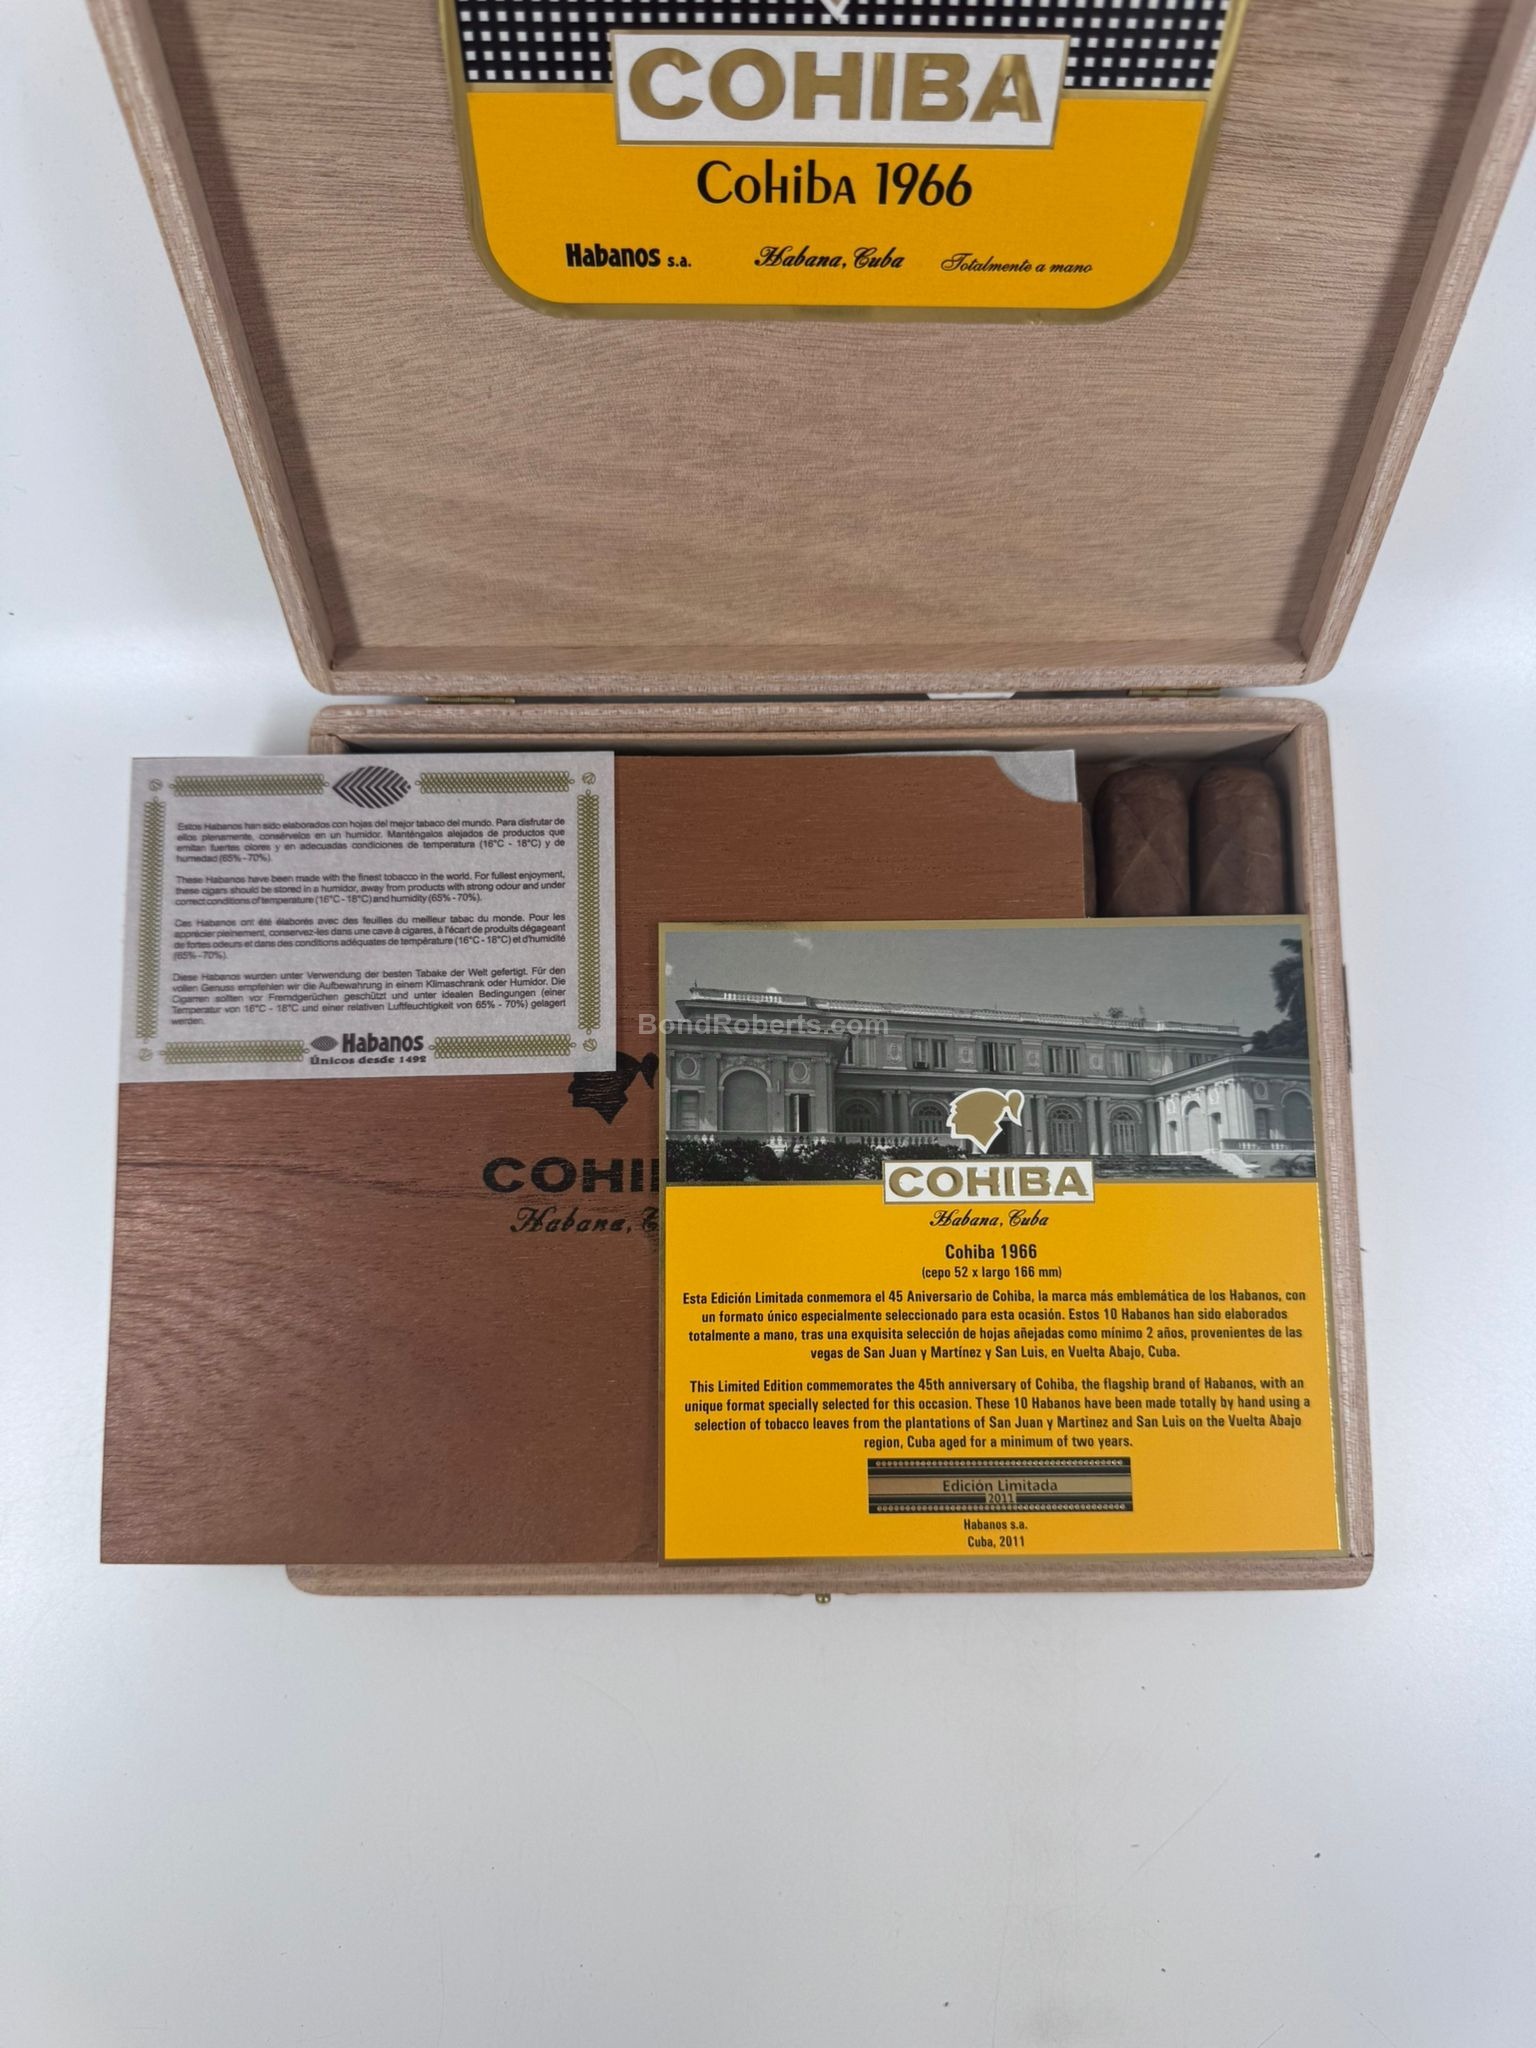 COHIBA
Cohiba 1966
Habanos s.a.
Habana, Cuba
Totalmente a mano
Estos Habanos han sido elaborados con hojas del mejor tabaco del mundo. Para disfrutar de
ellos plenamente, consérvelos en un humidor. Manténgalos alejados de productos que
emitan fuertes olores y en adecuadas condiciones de temperatura (16°C - 18°C) y de
humedad (65% - 70%).
These Habanos have been made with the finest tobacco in the world. For fullest enjoyment,
these cigars should be stored in a humidor, away from products with strong odour and under
correct conditions of temperature (16°C - 18°C) and humidity (65% - 70%).
Ces Habanos ont été élaborés avec des feuilles du meilleur tabac du monde. Pour les
apprécier pleinement, conservez-les dans une cave à cigares, à l'écart de produits dégageant
de fortes odeurs et dans des conditions adéquates de température (16°C - 18°C) et d'humidité
(65% - 70%).
Diese Habanos wurden unter Verwendung der besten Tabake der Welt gefertigt. Für den
vollen Genuss empfehlen wir die Aufbewahrung in einem Klimaschrank oder Humidor. Die
Cigarren sollten vor Fremdgerüchen geschützt und unter idealen Bedingungen (einer
Temperatur von 16°C - 18°C und einer relativen Luftfeuchtigkeit von 65% - 70%) gelagert
werden.
Habanos
Únicos desde 1492
COHI
Habana, C
BondRoberts.com
COHIBA
Habana, Cuba
Cohiba 1966
(cepo 52 x largo 166 mm)
Esta Edición Limitada conmemora el 45 Aniversario de Cohiba, la marca más emblemática de los Habanos, con
un formato único especialmente seleccionado para esta ocasión. Estos 10 Habanos han sido elaborados
totalmente a mano, tras una exquisita selección de hojas añejadas como mínimo 2 años, provenientes de las
vegas de San Juan y Martínez y San Luis, en Vuelta Abajo, Cuba.
This Limited Edition commemorates the 45th anniversary of Cohiba, the flagship brand of Habanos, with an
unique format specially selected for this occasion. These 10 Habanos have been made totally by hand using a
selection of tobacco leaves from the plantations of San Juan y Martinez and San Luis on the Vuelta Abajo
region, Cuba aged for a minimum of two years.
Edición Limitada
2011
Habanos s.a.
Cuba, 2011